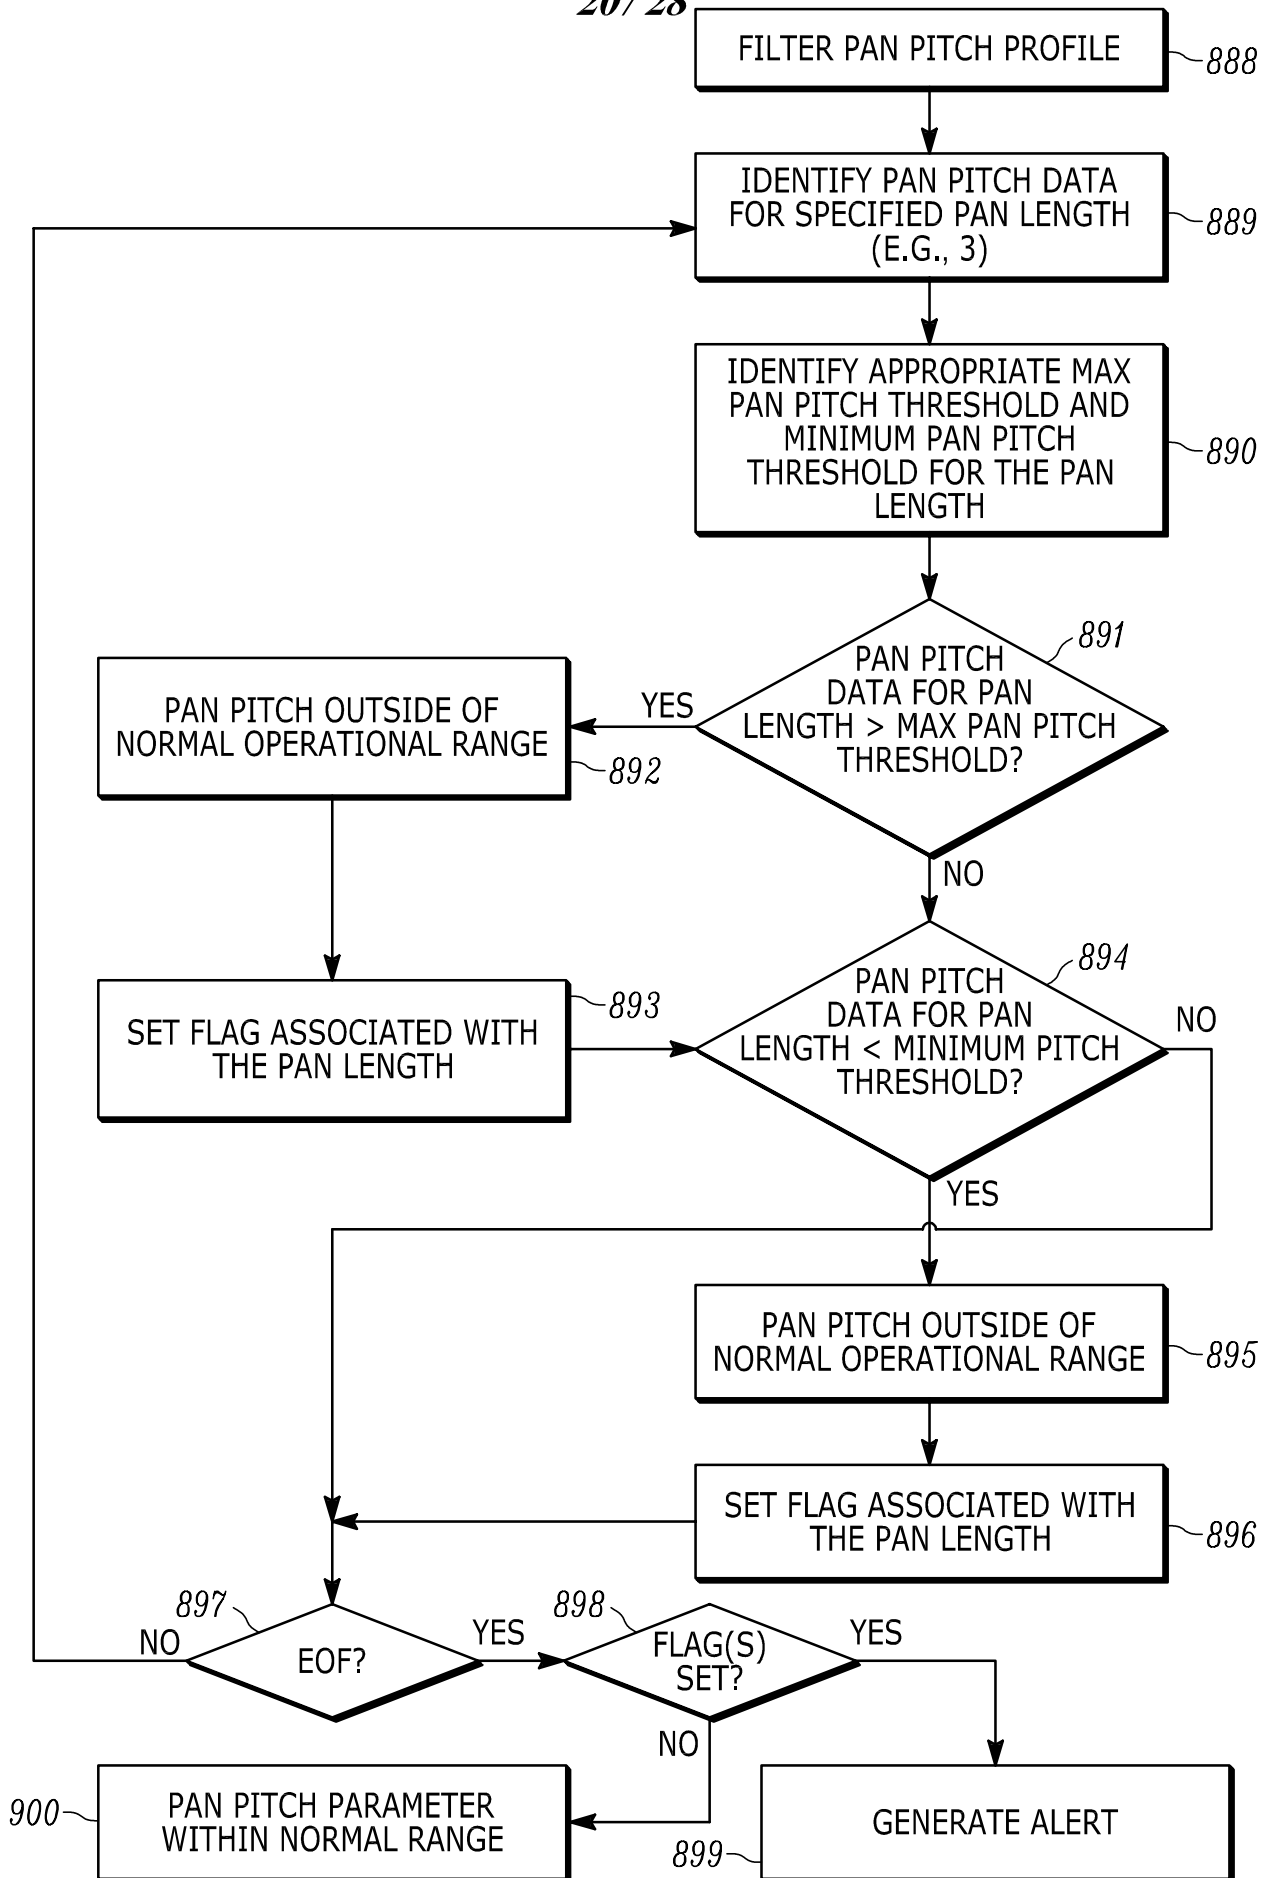 20/28
FILTER PAN PITCH PROFILE
888
IDENTIFY PAN PITCH DATA
FOR SPECIFIED PAN LENGTH
(E.G., 3)
889
IDENTIFY APPROPRIATE MAX
PAN PITCH THRESHOLD AND
MINIMUM PAN PITCH
THRESHOLD FOR THE PAN
LENGTH
890
891
PAN PITCH
DATA FOR PAN
LENGTH > MAX PAN PITCH
THRESHOLD?
YES
PAN PITCH OUTSIDE OF
NORMAL OPERATIONAL RANGE
892
NO
894
PAN PITCH
DATA FOR PAN
LENGTH < MINIMUM PITCH
THRESHOLD?
NO
893
SET FLAG ASSOCIATED WITH
THE PAN LENGTH
YES
PAN PITCH OUTSIDE OF
NORMAL OPERATIONAL RANGE
895
SET FLAG ASSOCIATED WITH
THE PAN LENGTH
896
897
NO
EOF?
YES
898
FLAG(S)
SET?
YES
NO
900
PAN PITCH PARAMETER
WITHIN NORMAL RANGE
GENERATE ALERT
899